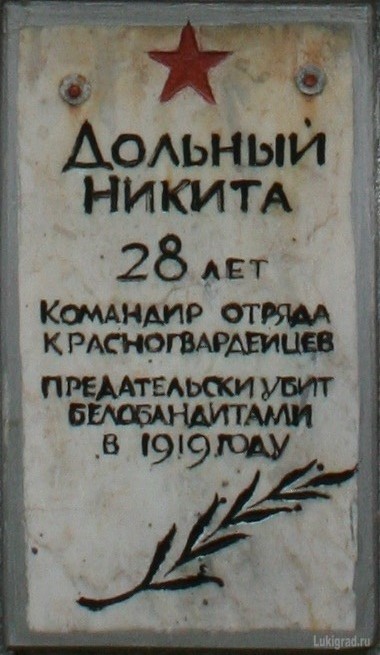 ДОЛЬНЫЙ
НИКИТА
28 ЛЕТ
КОМАНДИР ОТРЯДА
КРАСНОГВАРДЕЙЦЕВ
ПРЕДАТЕЛЬСКИ УБИТ
БЕЛОБАНДИТАМИ
В 1919 ГОДУ
Lukigrad.ru